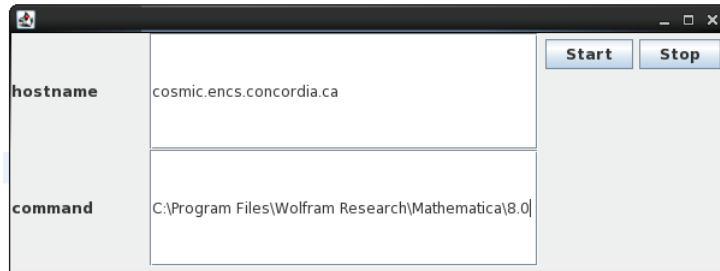 Start Stop
hostname cosmic.encs.concordia.ca
command C:\Program Files\Wolfram Research\Mathematica\8.0